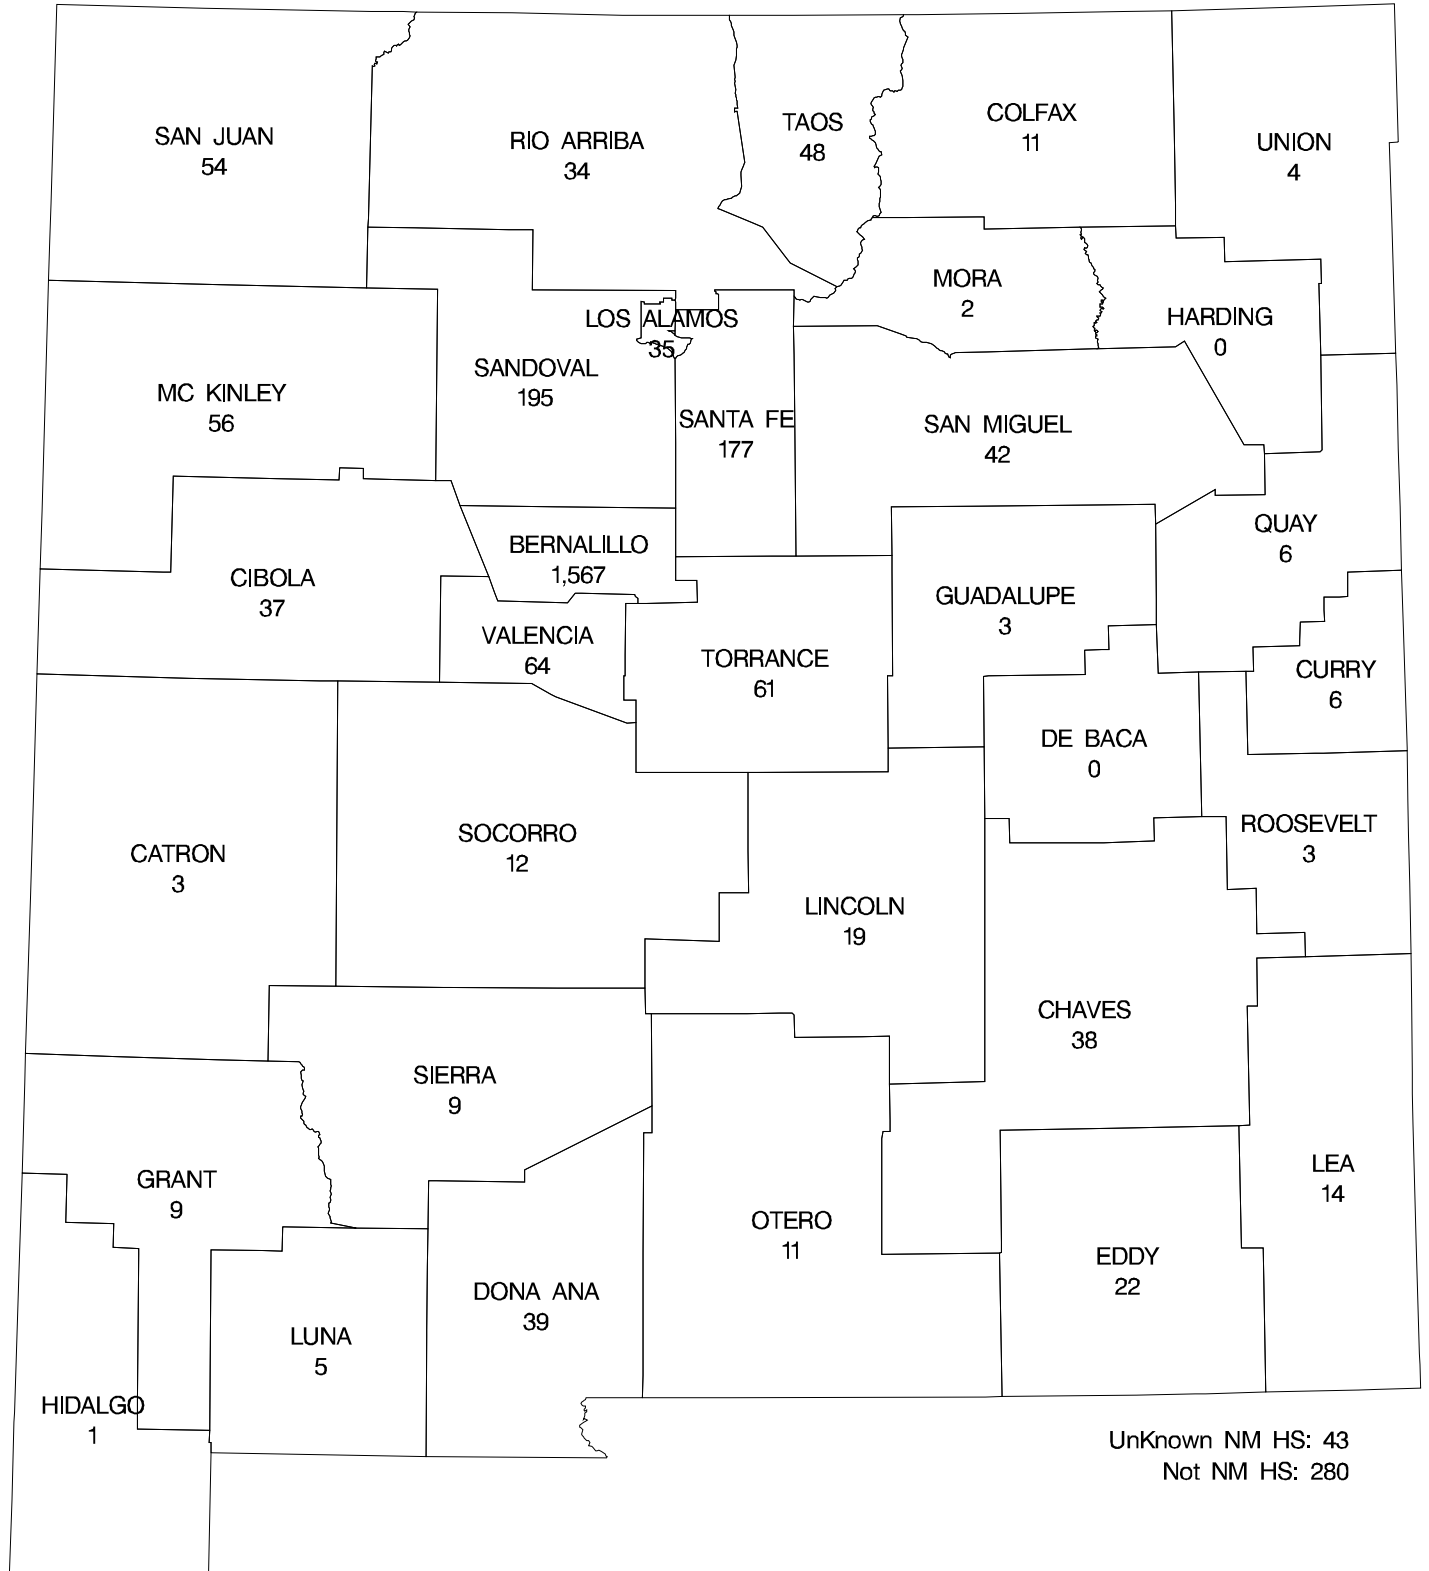 SAN JUAN
54
RIO ARRIBA
34
TAOS
48
COLFAX
11
UNION
4
MORA
2
HARDING
0
LOS ALAMOS
35
SANDOVAL
195
MC KINLEY
56
SANTA FE
177
SAN MIGUEL
42
QUAY
6
BERNALILLO
1,567
CIBOLA
37
GUADALUPE
3
VALENCIA
64
TORRANCE
61
CURRY
6
DE BACA
0
ROOSEVELT
3
SOCORRO
12
CATRON
3
LINCOLN
19
CHAVES
38
SIERRA
9
GRANT
9
LEA
14
OTERO
11
EDDY
22
DONA ANA
39
LUNA
5
HIDALGO
1
UnKnown NM HS: 43
Not NM HS: 280